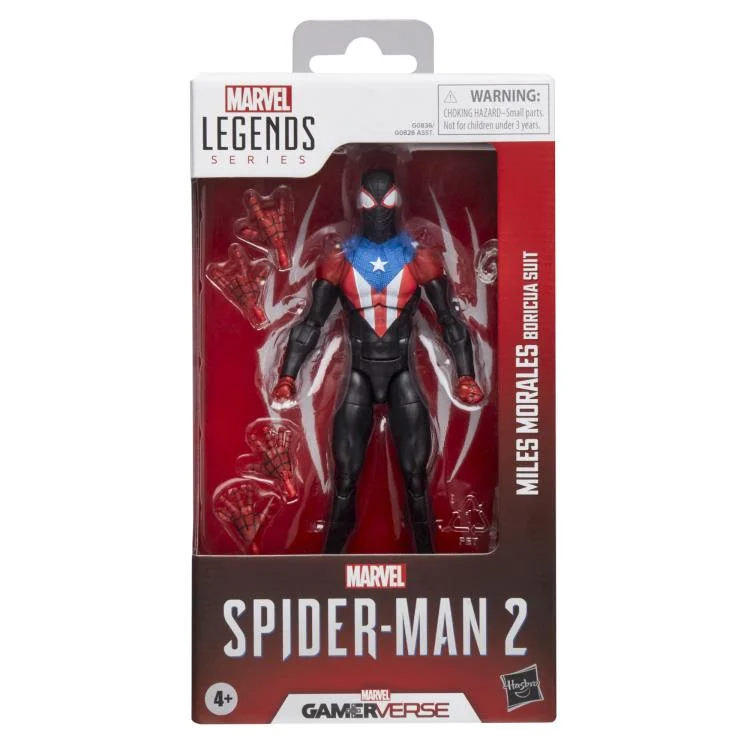 MARVEL
LEGENDS
SERIES
G0836/
G0826 ASST.
WARNING:
CHOKING HAZARD–Small parts.
Not for children under 3 years.
MILES MORALES BORICUA SUIT
PET
MARVEL
SPIDER-MAN 2
4+
MARVEL
GAMERVERSE
Hasbro